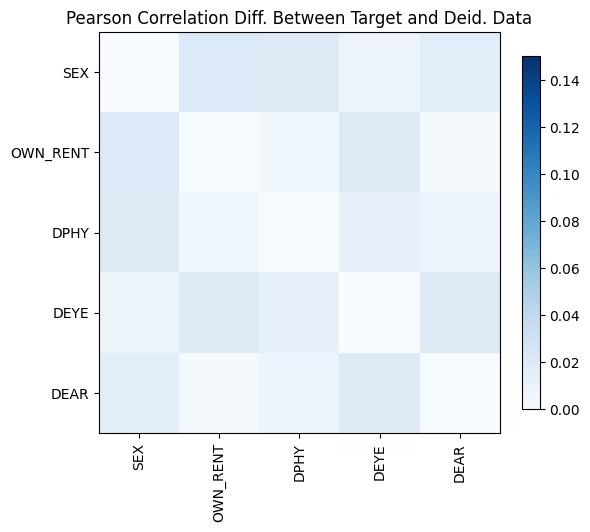 Pearson Correlation Diff. Between Target and Deid. Data
SEX
OWN_RENT
DPHY
DEYE
DEAR
SEX
OWN_RENT
DPHY
DEYE
DEAR
0.14
0.12
0.10
0.08
0.06
0.04
0.02
0.00